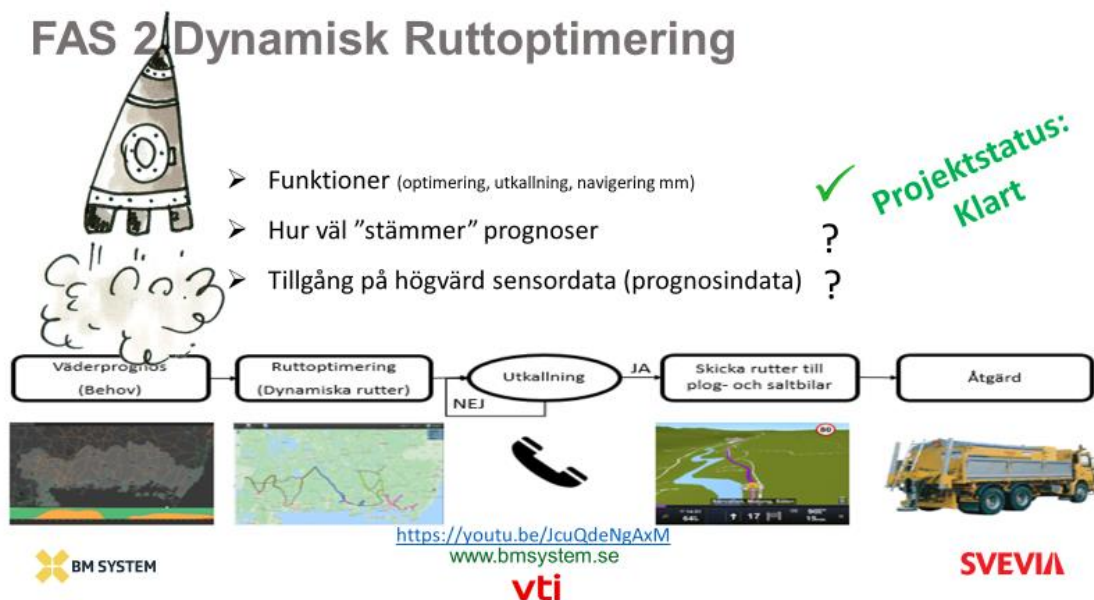 FAS 2 Dynamisk Ruttoptimering
➢ Funktioner (optimering, utkallning, navigering mm) ✓
➢ Hur väl ”stämmer” prognoser ?
➢ Tillgång på högvärd sensordata (prognosindata) ?
Projektstatus:
Klart
Väderprognos
(Behov)
Ruttoptimering
(Dynamiska rutter)
Utkallning
JA
NEJ
Skicka rutter till
plog- och saltbilar
Åtgärd
80
17
https://youtu.be/JcuQdeNgAxM
www.bmsystem.se
BM SYSTEM
vti
SVEVIA